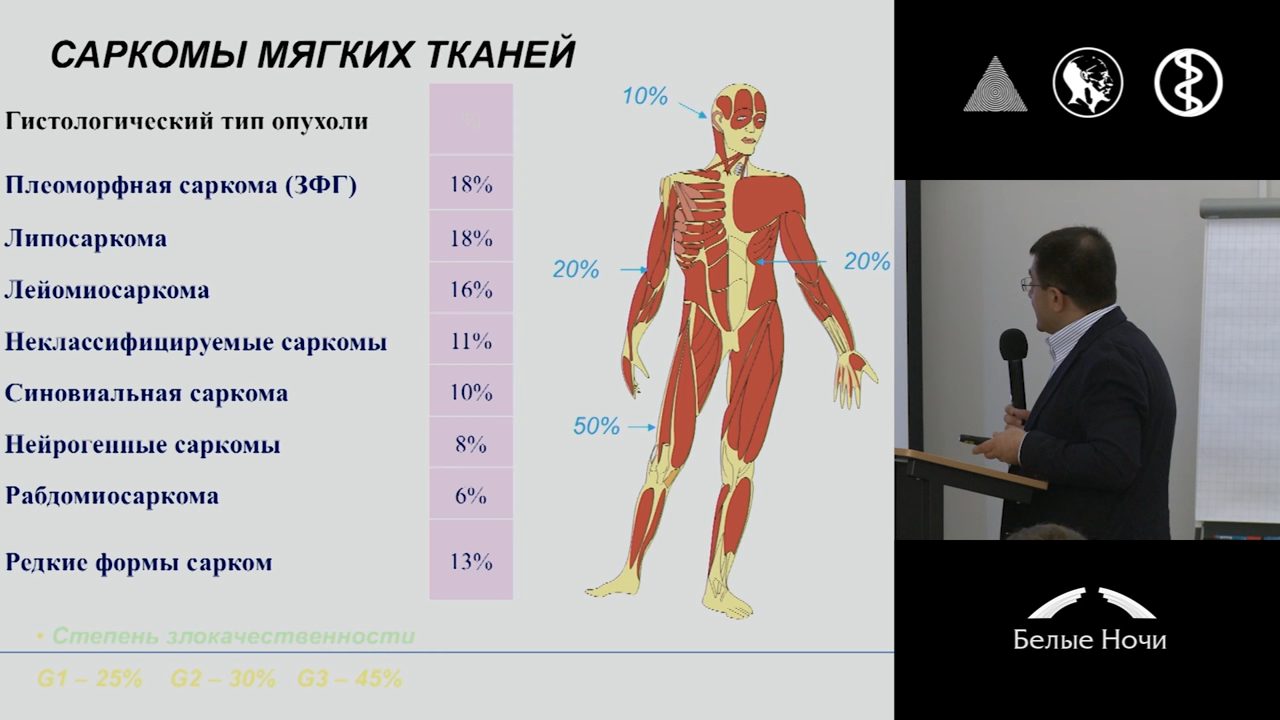 САРКОМЫ МЯГКИХ ТКАНЕЙ
Гистологический тип опухоли %
Плеоморфная саркома (ЗФГ) 18%
Липосаркома 18%
Лейомиосаркома 16%
Неклассифицируемые саркомы 11%
Синовиальная саркома 10%
Нейрогенные саркомы 8%
Рабдомиосаркома 6%
Редкие формы сарком 13%
• Степень злокачественности
G1 – 25% G2 – 30% G3 – 45%
10%
20%
20%
50%
Белые Ночи